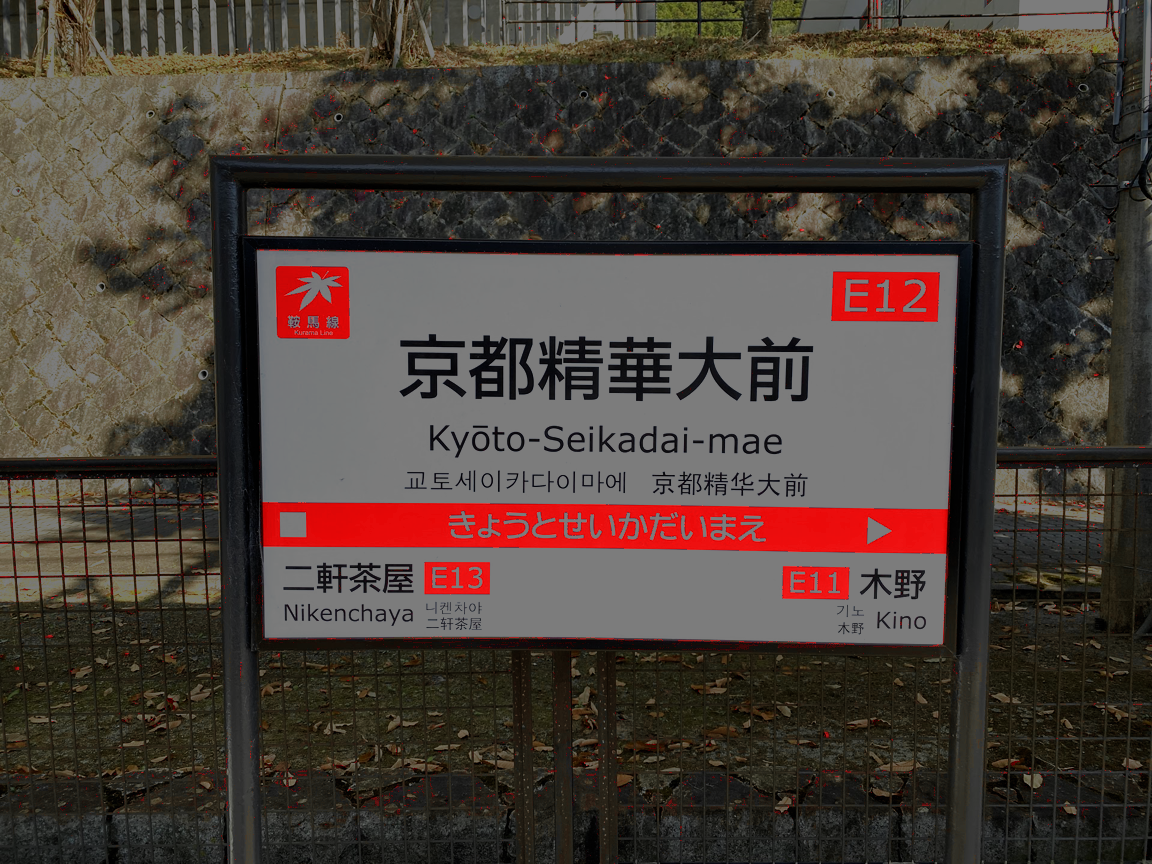 鞍馬線
Kurama Line
E12
京都精華大前
Kyōto-Seikadai-mae
교토세이카다이마에 京都精华大前
きょうとせいかだいまえ
二軒茶屋 E13
Nikenchaya
니켄차야
二轩茶屋
E11 木野
기노
木野
Kino